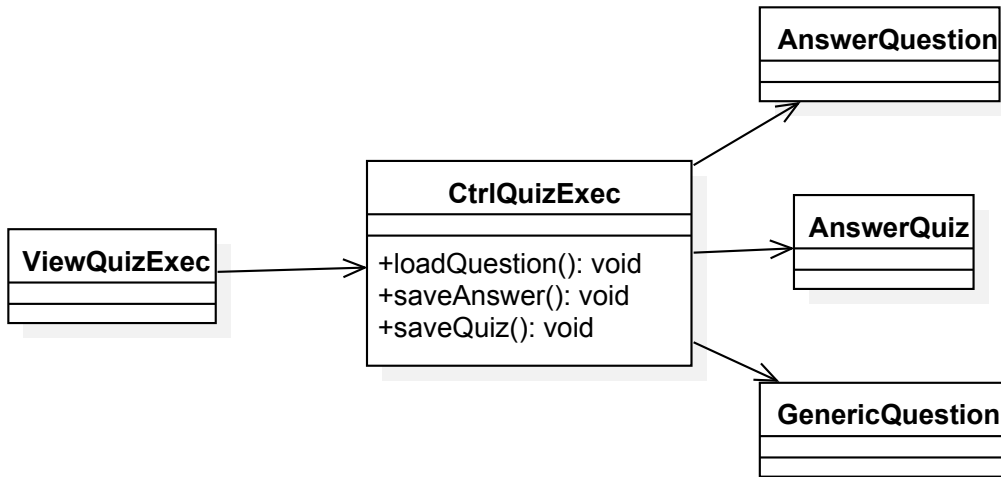 AnswerQuestion
CtrlQuizExec
+loadQuestion(): void
+saveAnswer(): void
+saveQuiz(): void
ViewQuizExec
AnswerQuiz
GenericQuestion